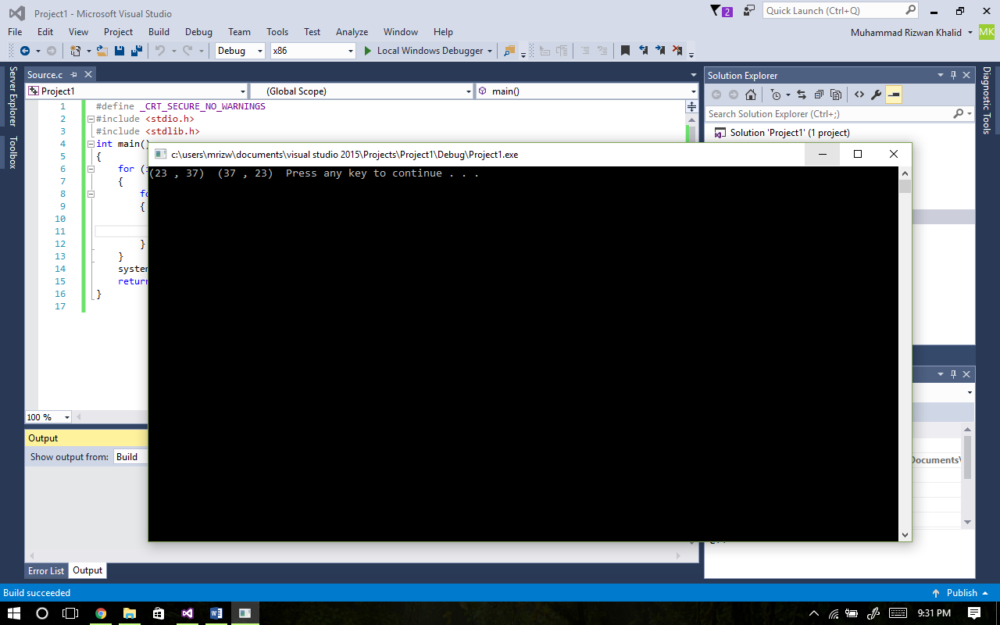 Project1 - Microsoft Visual Studio
2
Quick Launch (Ctrl+Q)
File Edit View Project Build Debug Team Tools Test Analyze Window Help
Muhammad Rizwan Khalid
MK
Debug
x86
Local Windows Debugger
Server Explorer
Toolbox
Source.c
Project1
(Global Scope)
main()
1 #define _CRT_SECURE_NO_WARNINGS
2 #include <stdio.h>
3 #include <stdlib.h>
4 int main()
5 {
6 for (
7 {
8
9 {
10
11
12 }
13 }
14 system
15 return
16 }
17
c:\users\mrizw\documents\visual studio 2015\Projects\Project1\Debug\Project1.exe
(23 , 37) (37 , 23) Press any key to continue . . .
Solution Explorer
Search Solution Explorer (Ctrl+;)
Solution 'Project1' (1 project)
Diagnostic Tools
100 %
Output
Show output from: Build
Error List
Output
Build succeeded
Publish
9:31 PM